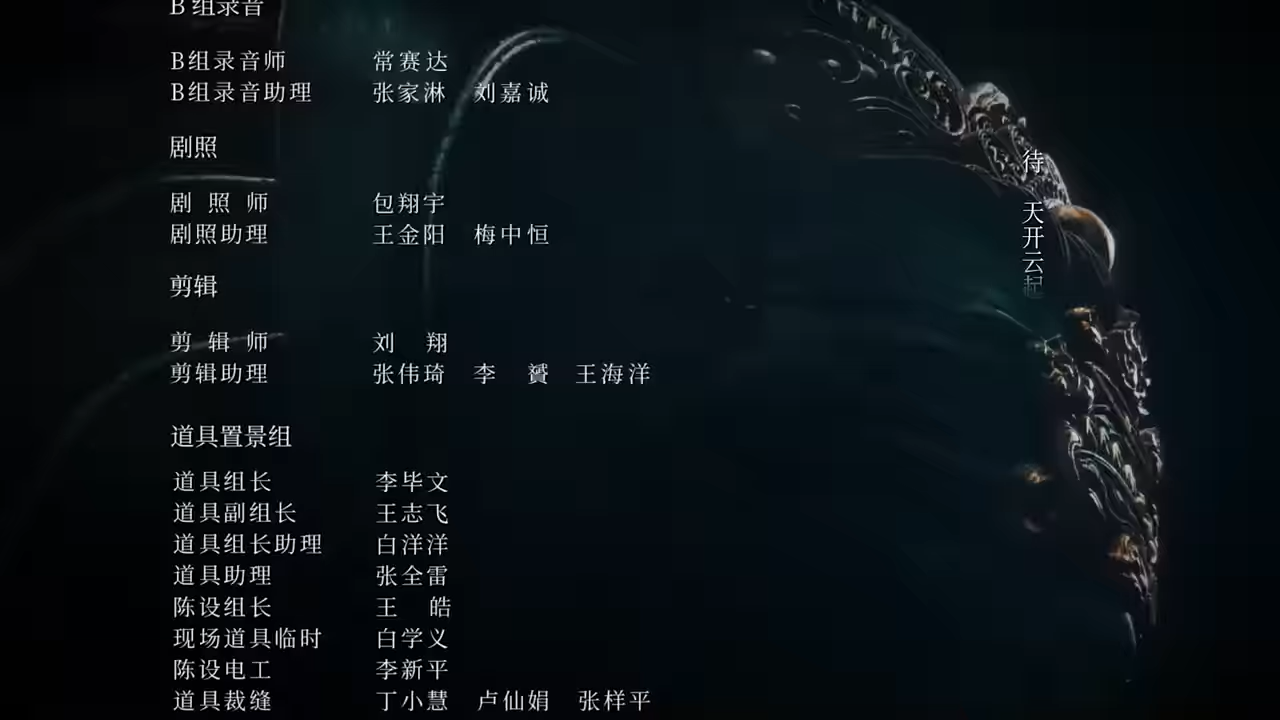 B 组录音
B组录音师 常赛达
B组录音助理 张家淋 刘嘉诚
剧照
剧照师 包翔宇
剧照助理 王金阳 梅中恒
剪辑
剪辑师 刘翔
剪辑助理 张伟琦 李赟 王海洋
道具置景组
道具组长 李毕文
道具副组长 王志飞
道具组长助理 白洋洋
道具助理 张全雷
陈设组长 王皓
现场道具临时 白学义
陈设电工 李新平
道具裁缝 丁小慧 卢仙娟 张样平
待 天开云起